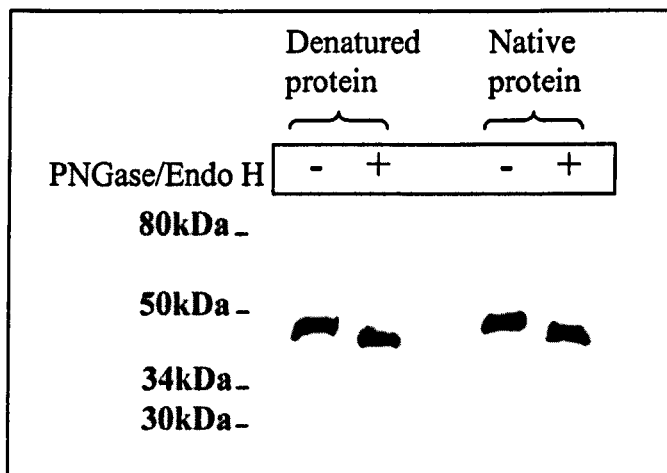 Denatured protein
Native protein
PNGase/Endo H - + - +
80kDa-
50kDa-
34kDa-
30kDa-